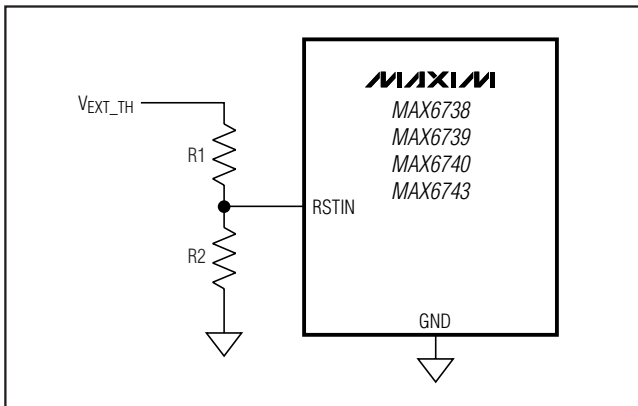 MAXIM
MAX6738
MAX6739
MAX6740
MAX6743
VEXT_TH
R1
RSTIN
R2
GND